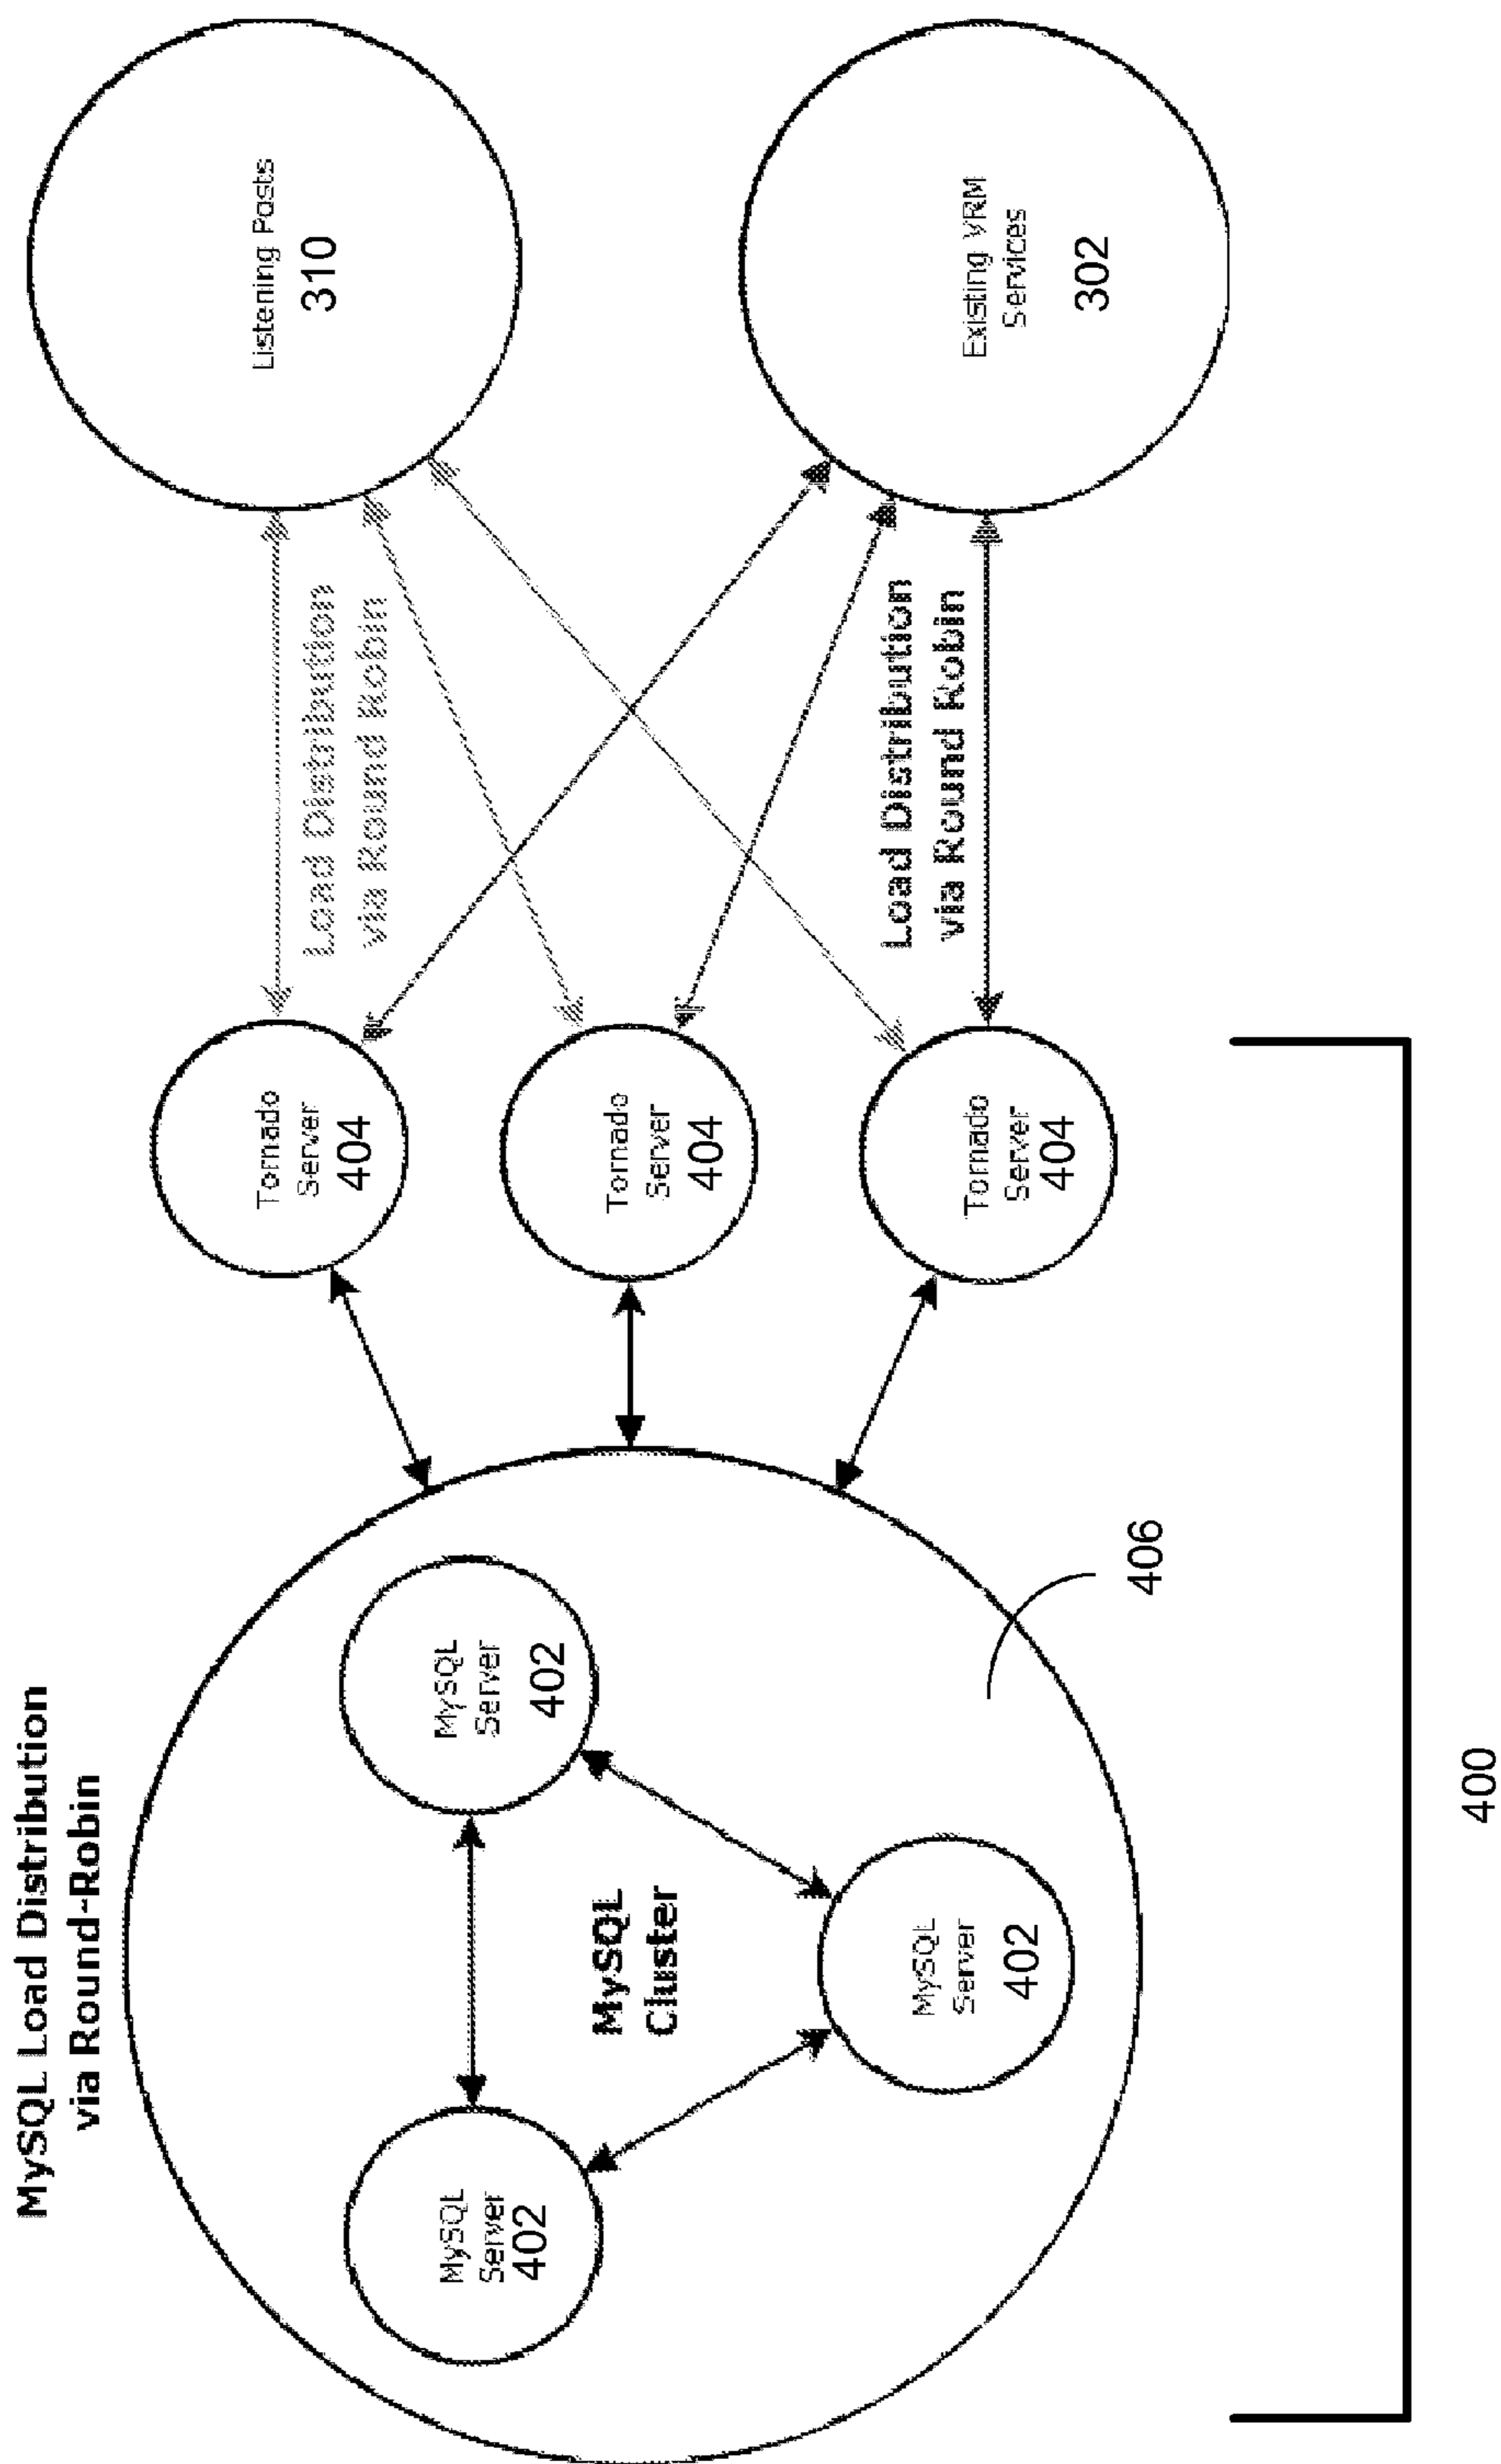 MySQL Load Distribution
via Round-Robin
MySQL
Server
402
MySQL
Server
402
MySQL
Cluster
MySQL
Server
402
406
Tornado
Server
404
Tornado
Server
404
Tornado
Server
404
Load Distribution
via Round Robin
Load Distribution
via Round Robin
Listening Posts
310
Existing VRM
Services
302
400